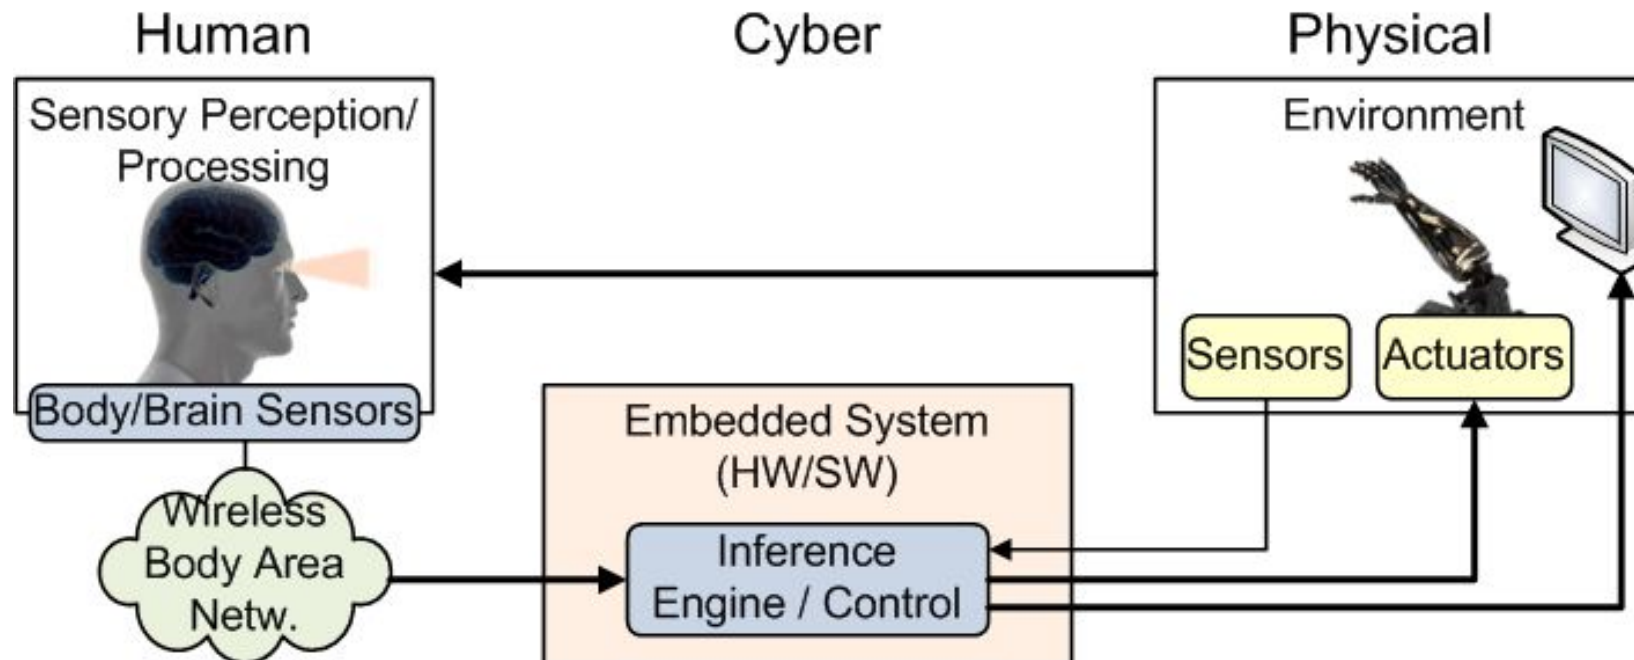 Human
Cyber
Physical
Sensory Perception/
Processing
Body/Brain Sensors
Wireless
Body Area
Netw.
Embedded System
(HW/SW)
Inference
Engine / Control
Environment
Sensors
Actuators